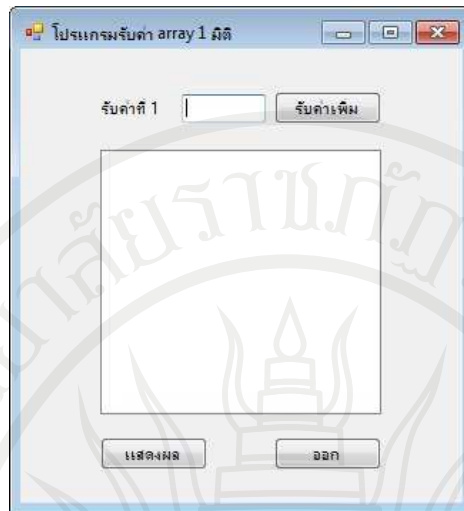 โปรแกรมรับค่า array 1 มิติ
รับค่าที่ 1 รับค่าเพิ่ม
แสดงผล ออก